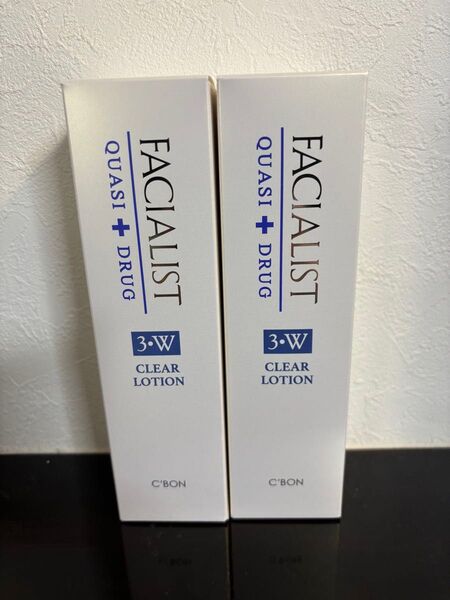 FACIALIST
QUASI + DRUG
3・W
CLEAR
LOTION
C'BON
FACIALIST
QUASI + DRUG
3・W
CLEAR
LOTION
C'BON